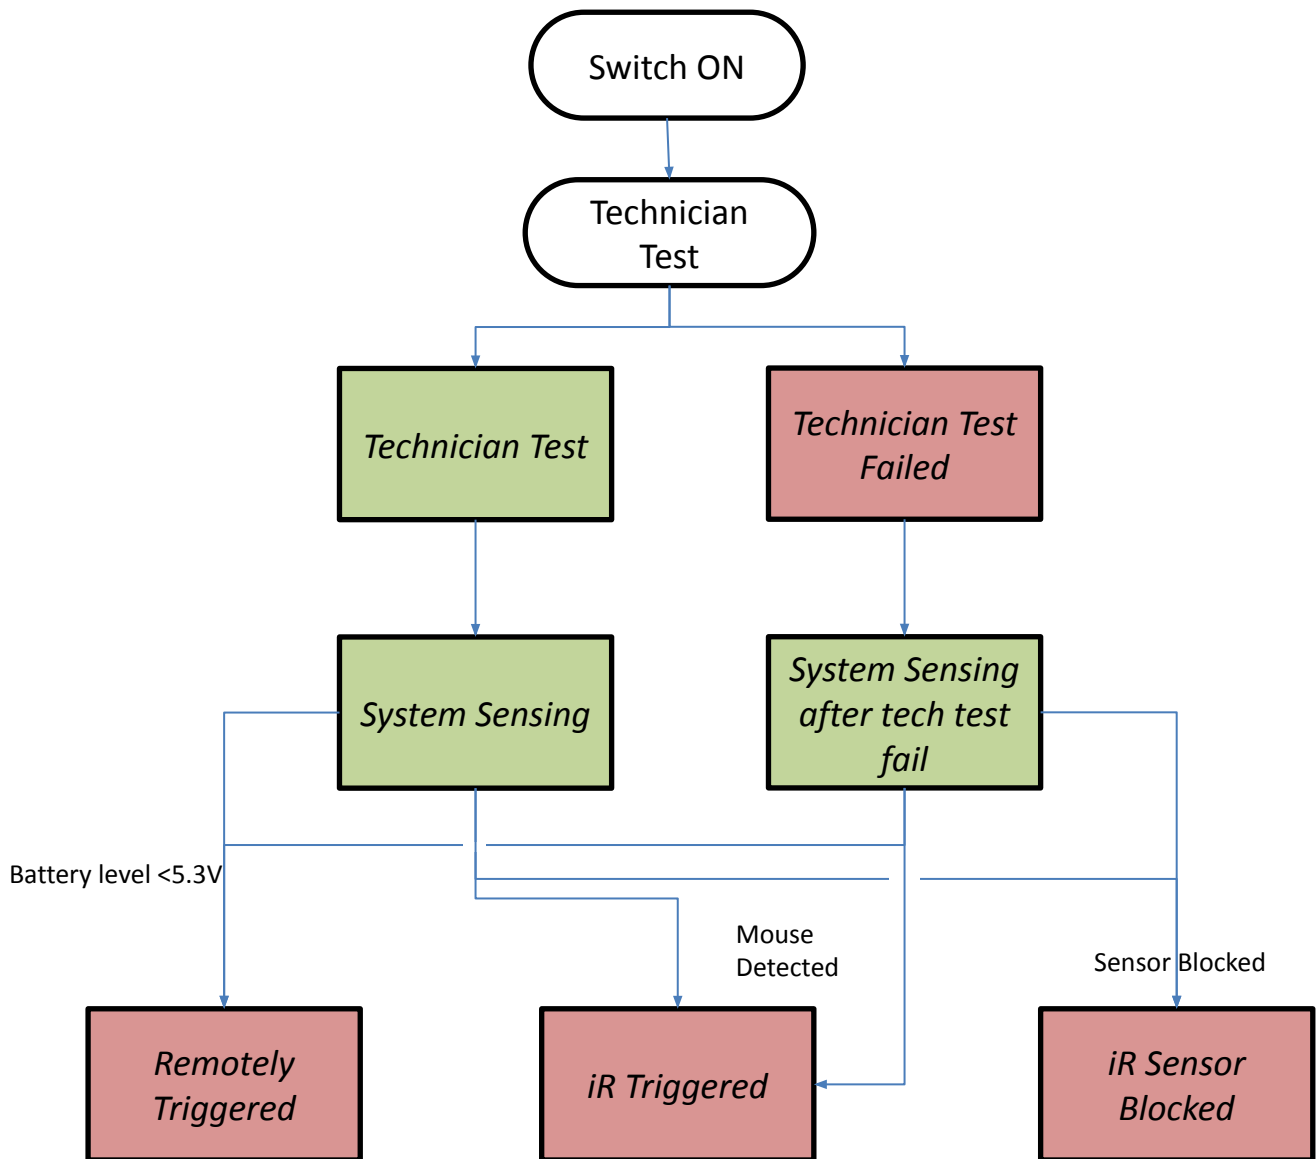 Switch ON
Technician
Test
Technician Test
Technician Test
Failed
System Sensing
System Sensing
after tech test
fail
Battery level <5.3V
Mouse
Detected
Sensor Blocked
Remotely
Triggered
iR Triggered
iR Sensor
Blocked